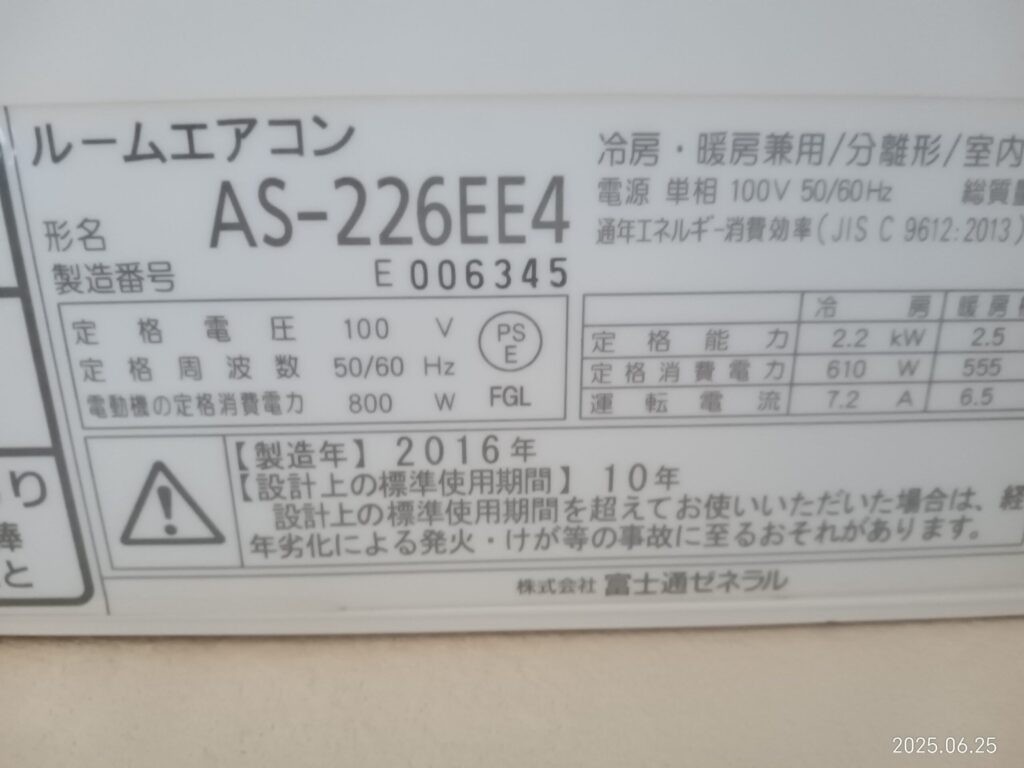 ルームエアコン
形名 AS-226EE4
製造番号 E 006345
冷房・暖房兼用/分離形/室内
電源 単相 100V 50/60Hz 総質量
通年エネルギー消費効率(JIS C 9612:2013)
定格電圧 100 V
定格周波数 50/60 Hz
電動機の定格消費電力 800 W
PS
E
FGL
冷房 暖房
定格能力 2.2 kW 2.5
定格消費電力 610 W 555
運転電流 7.2 A 6.5
【製造年】2016年
【設計上の標準使用期間】10年
設計上の標準使用期間を超えてお使いいただいた場合は、経
年劣化による発火・けが等の事故に至るおそれがあります。
株式会社 富士通ゼネラル
り
と
2025.06.25